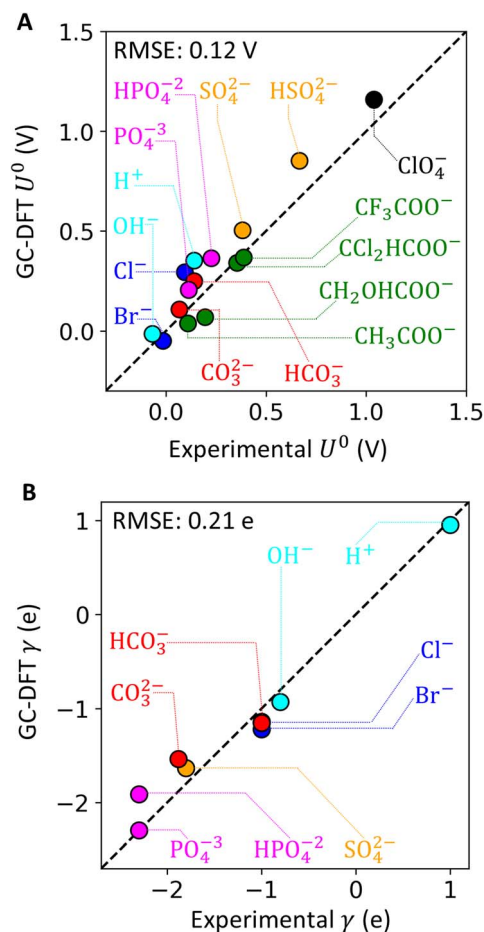 A
RMSE: 0.12 V
HPO₄⁻² SO₄²⁻ HSO₄²⁻
PO₄⁻³
H⁺
OH⁻
Cl⁻
Br⁻
ClO₄⁻
CF₃COO⁻
CCl₂HCOO⁻
CH₂OHCOO⁻
CH₃COO⁻
CO₃²⁻ HCO₃⁻
GC-DFT U⁰ (V)
1.5
1.0
0.5
0.0
0.0 0.5 1.0 1.5
Experimental U⁰ (V)
B
RMSE: 0.21 e
OH⁻ H⁺
HCO₃⁻
CO₃²⁻
Cl⁻
Br⁻
PO₄⁻³ HPO₄⁻² SO₄²⁻
GC-DFT γ (e)
1
0
−1
−2
−2 −1 0 1
Experimental γ (e)